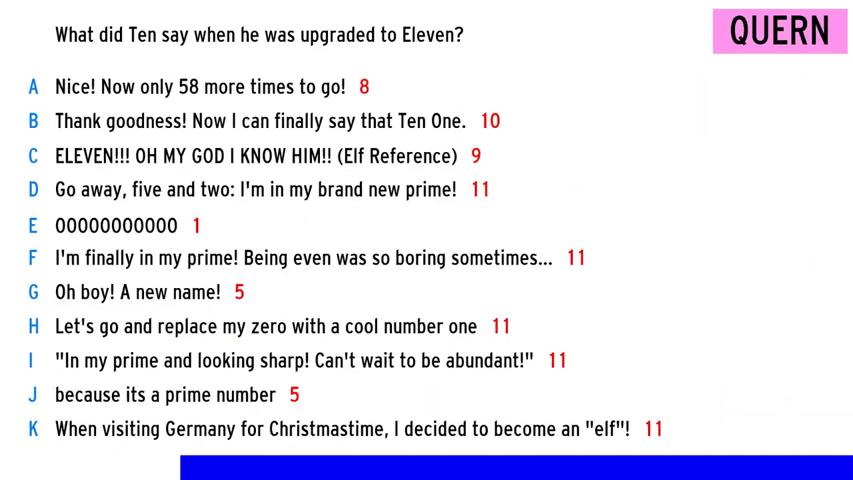 What did Ten say when he was upgraded to Eleven?
QUERN
A Nice! Now only 58 more times to go! 8
B Thank goodness! Now I can finally say that Ten One. 10
C ELEVEN!!! OH MY GOD I KNOW HIM!! (Elf Reference) 9
D Go away, five and two: I'm in my brand new prime! 11
E OOOOOOOOOOO 1
F I'm finally in my prime! Being even was so boring sometimes... 11
G Oh boy! A new name! 5
H Let's go and replace my zero with a cool number one 11
I "In my prime and looking sharp! Can't wait to be abundant!" 11
J because its a prime number 5
K When visiting Germany for Christmastime, I decided to become an "elf"! 11